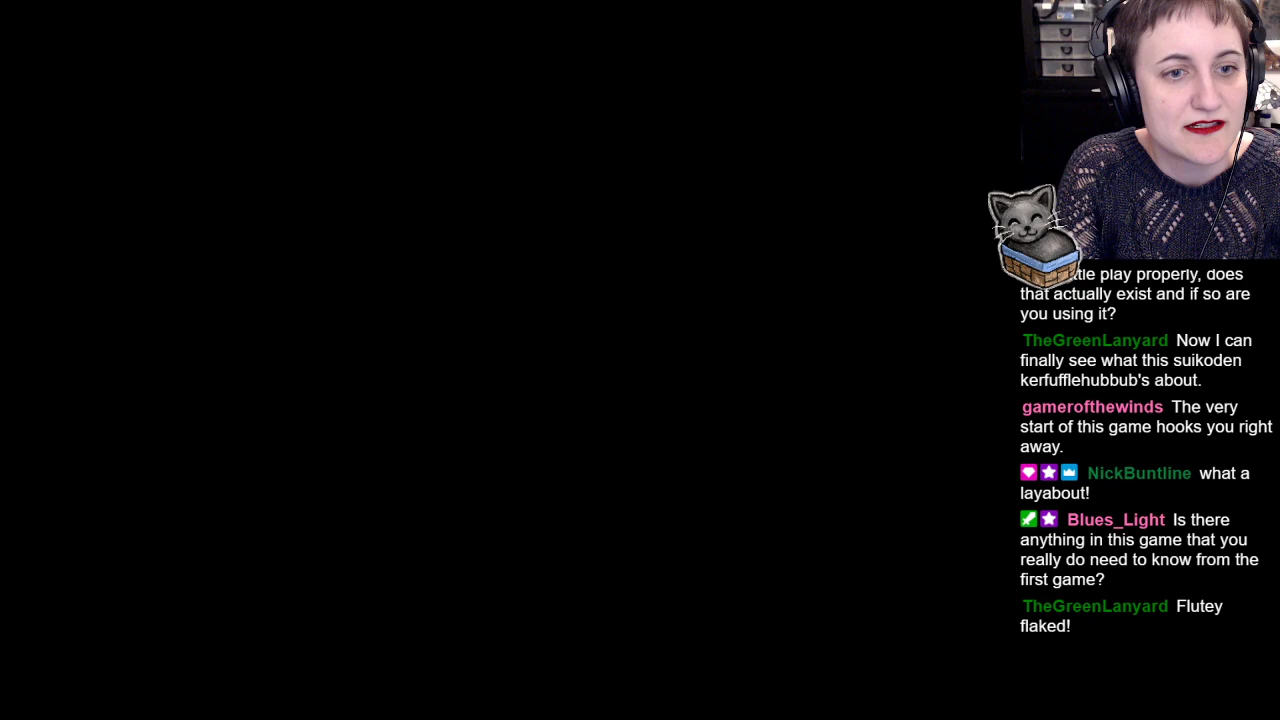 play properly, does
that actually exist and if so are
you using it?
TheGreenLanyard Now I can
finally see what this suikoden
kerfufflehubbub's about.
gamerofthewinds The very
start of this game hooks you right
away.
NickBuntline what a
layabout!
Blues_Light Is there
anything in this game that you
really do need to know from the
first game?
TheGreenLanyard Flutey
flaked!